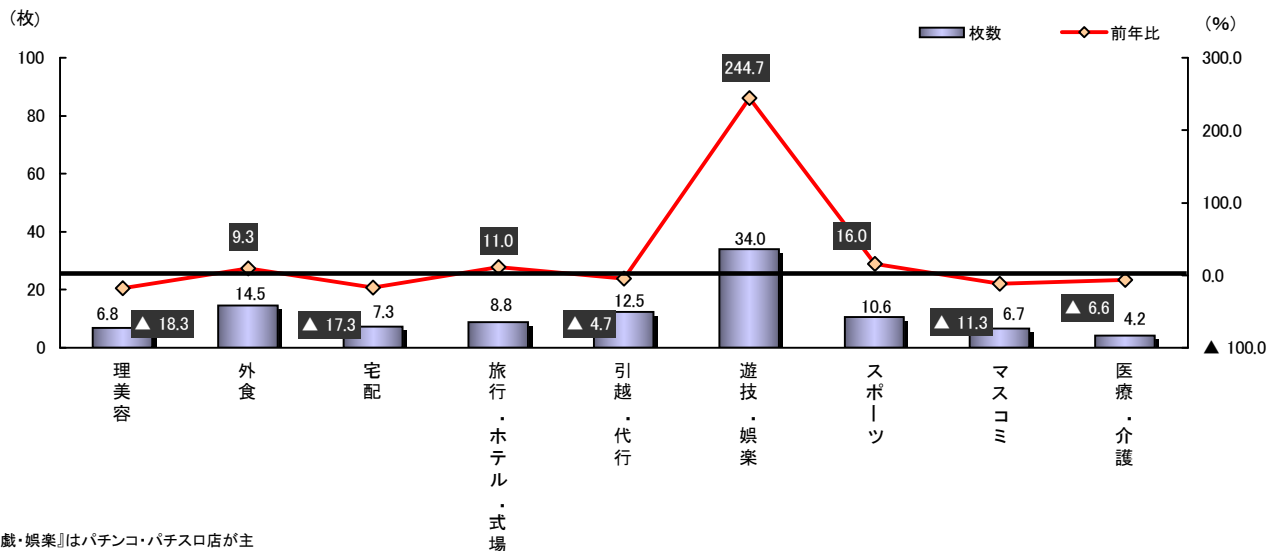 (枚)
(%)
枚数
前年比
100
80
60
40
20
0
300.0
200.0
100.0
0.0
▲ 100.0
244.7
9.3
11.0
16.0
▲ 18.3
▲ 17.3
▲ 4.7
▲ 11.3
▲ 6.6
6.8
14.5
7.3
8.8
12.5
34.0
10.6
6.7
4.2
理美容
外食
宅配
旅行・ホテル・式場
引越・代行
遊技・娯楽
スポーツ
マスコミ
医療・介護
戯・娯楽』はパチンコ・パチスロ店が主